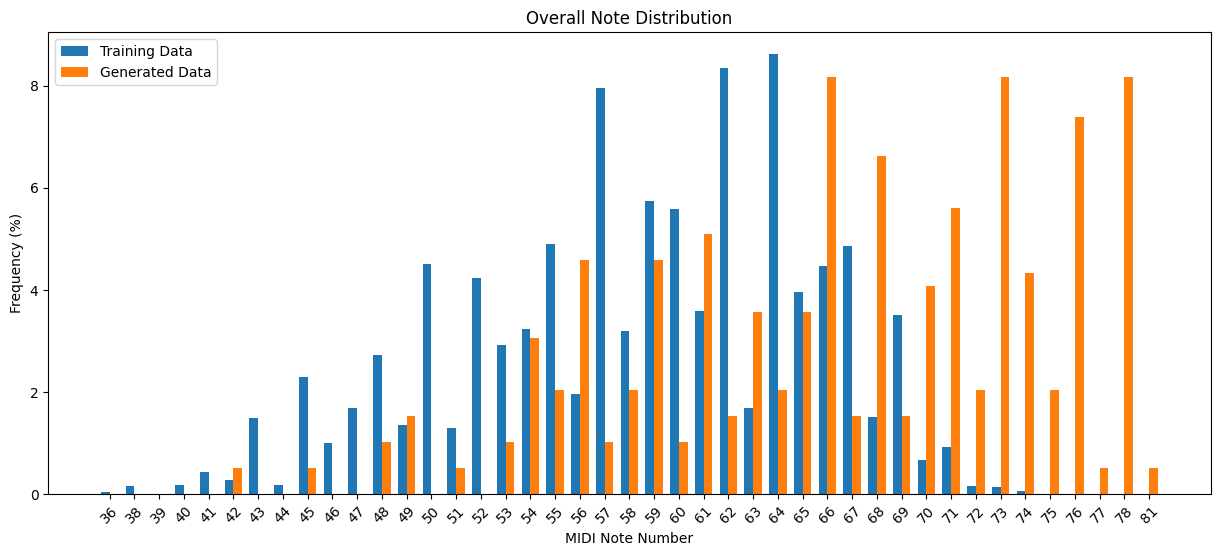 Overall Note Distribution
Training Data
Generated Data
Frequency (%)
8
6
4
2
0
36 38 39 40 41 42 43 44 45 46 47 48 49 50 51 52 53 54 55 56 57 58 59 60 61 62 63 64 65 66 67 68 69 70 71 72 73 74 75 76 77 78 81
MIDI Note Number